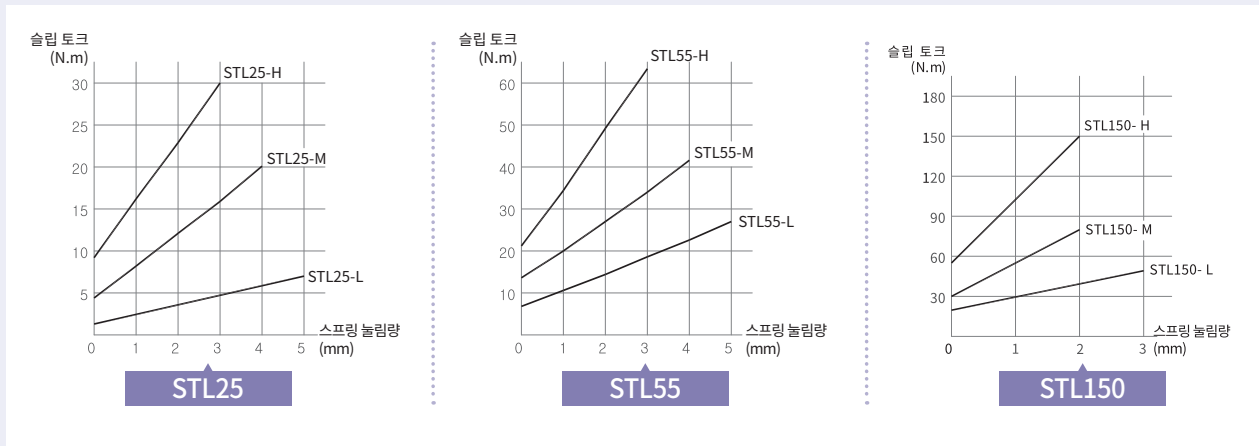 슬립 토크
(N.m)
30
25
20
15
10
5
0 1 2 3 4 5
STL25-H
STL25-M
STL25-L
스프링 눌림량
(mm)
STL25
슬립 토크
(N.m)
60
50
40
30
20
10
0 1 2 3 4 5
STL55-H
STL55-M
STL55-L
스프링 눌림량
(mm)
STL55
슬립 토크
(N.m)
180
150
120
90
60
30
0 1 2 3
STL150- H
STL150- M
STL150- L
스프링 눌림량
(mm)
STL150